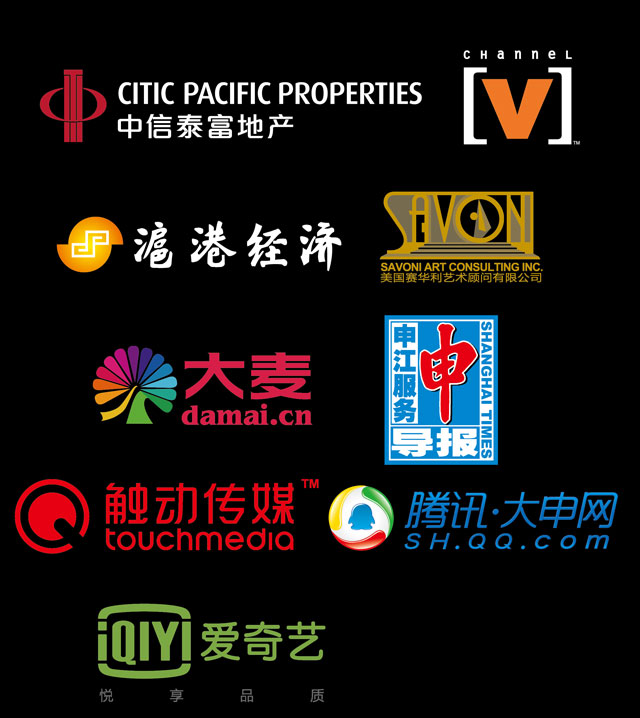 CITIC PACIFIC PROPERTIES
中信泰富地产
CHANNEL
[V]
TM
滬港经济
SAVONI
SAVONI ART CONSULTING INC.
美国赛华利艺术顾问有限公司
大麦
damai.cn
申江服务
申
SHANGHAI TIMES
导报
触动传媒TM
touchmedia
腾讯·大申网
SH.QQ.com
iQIYI 爱奇艺
悦享品质